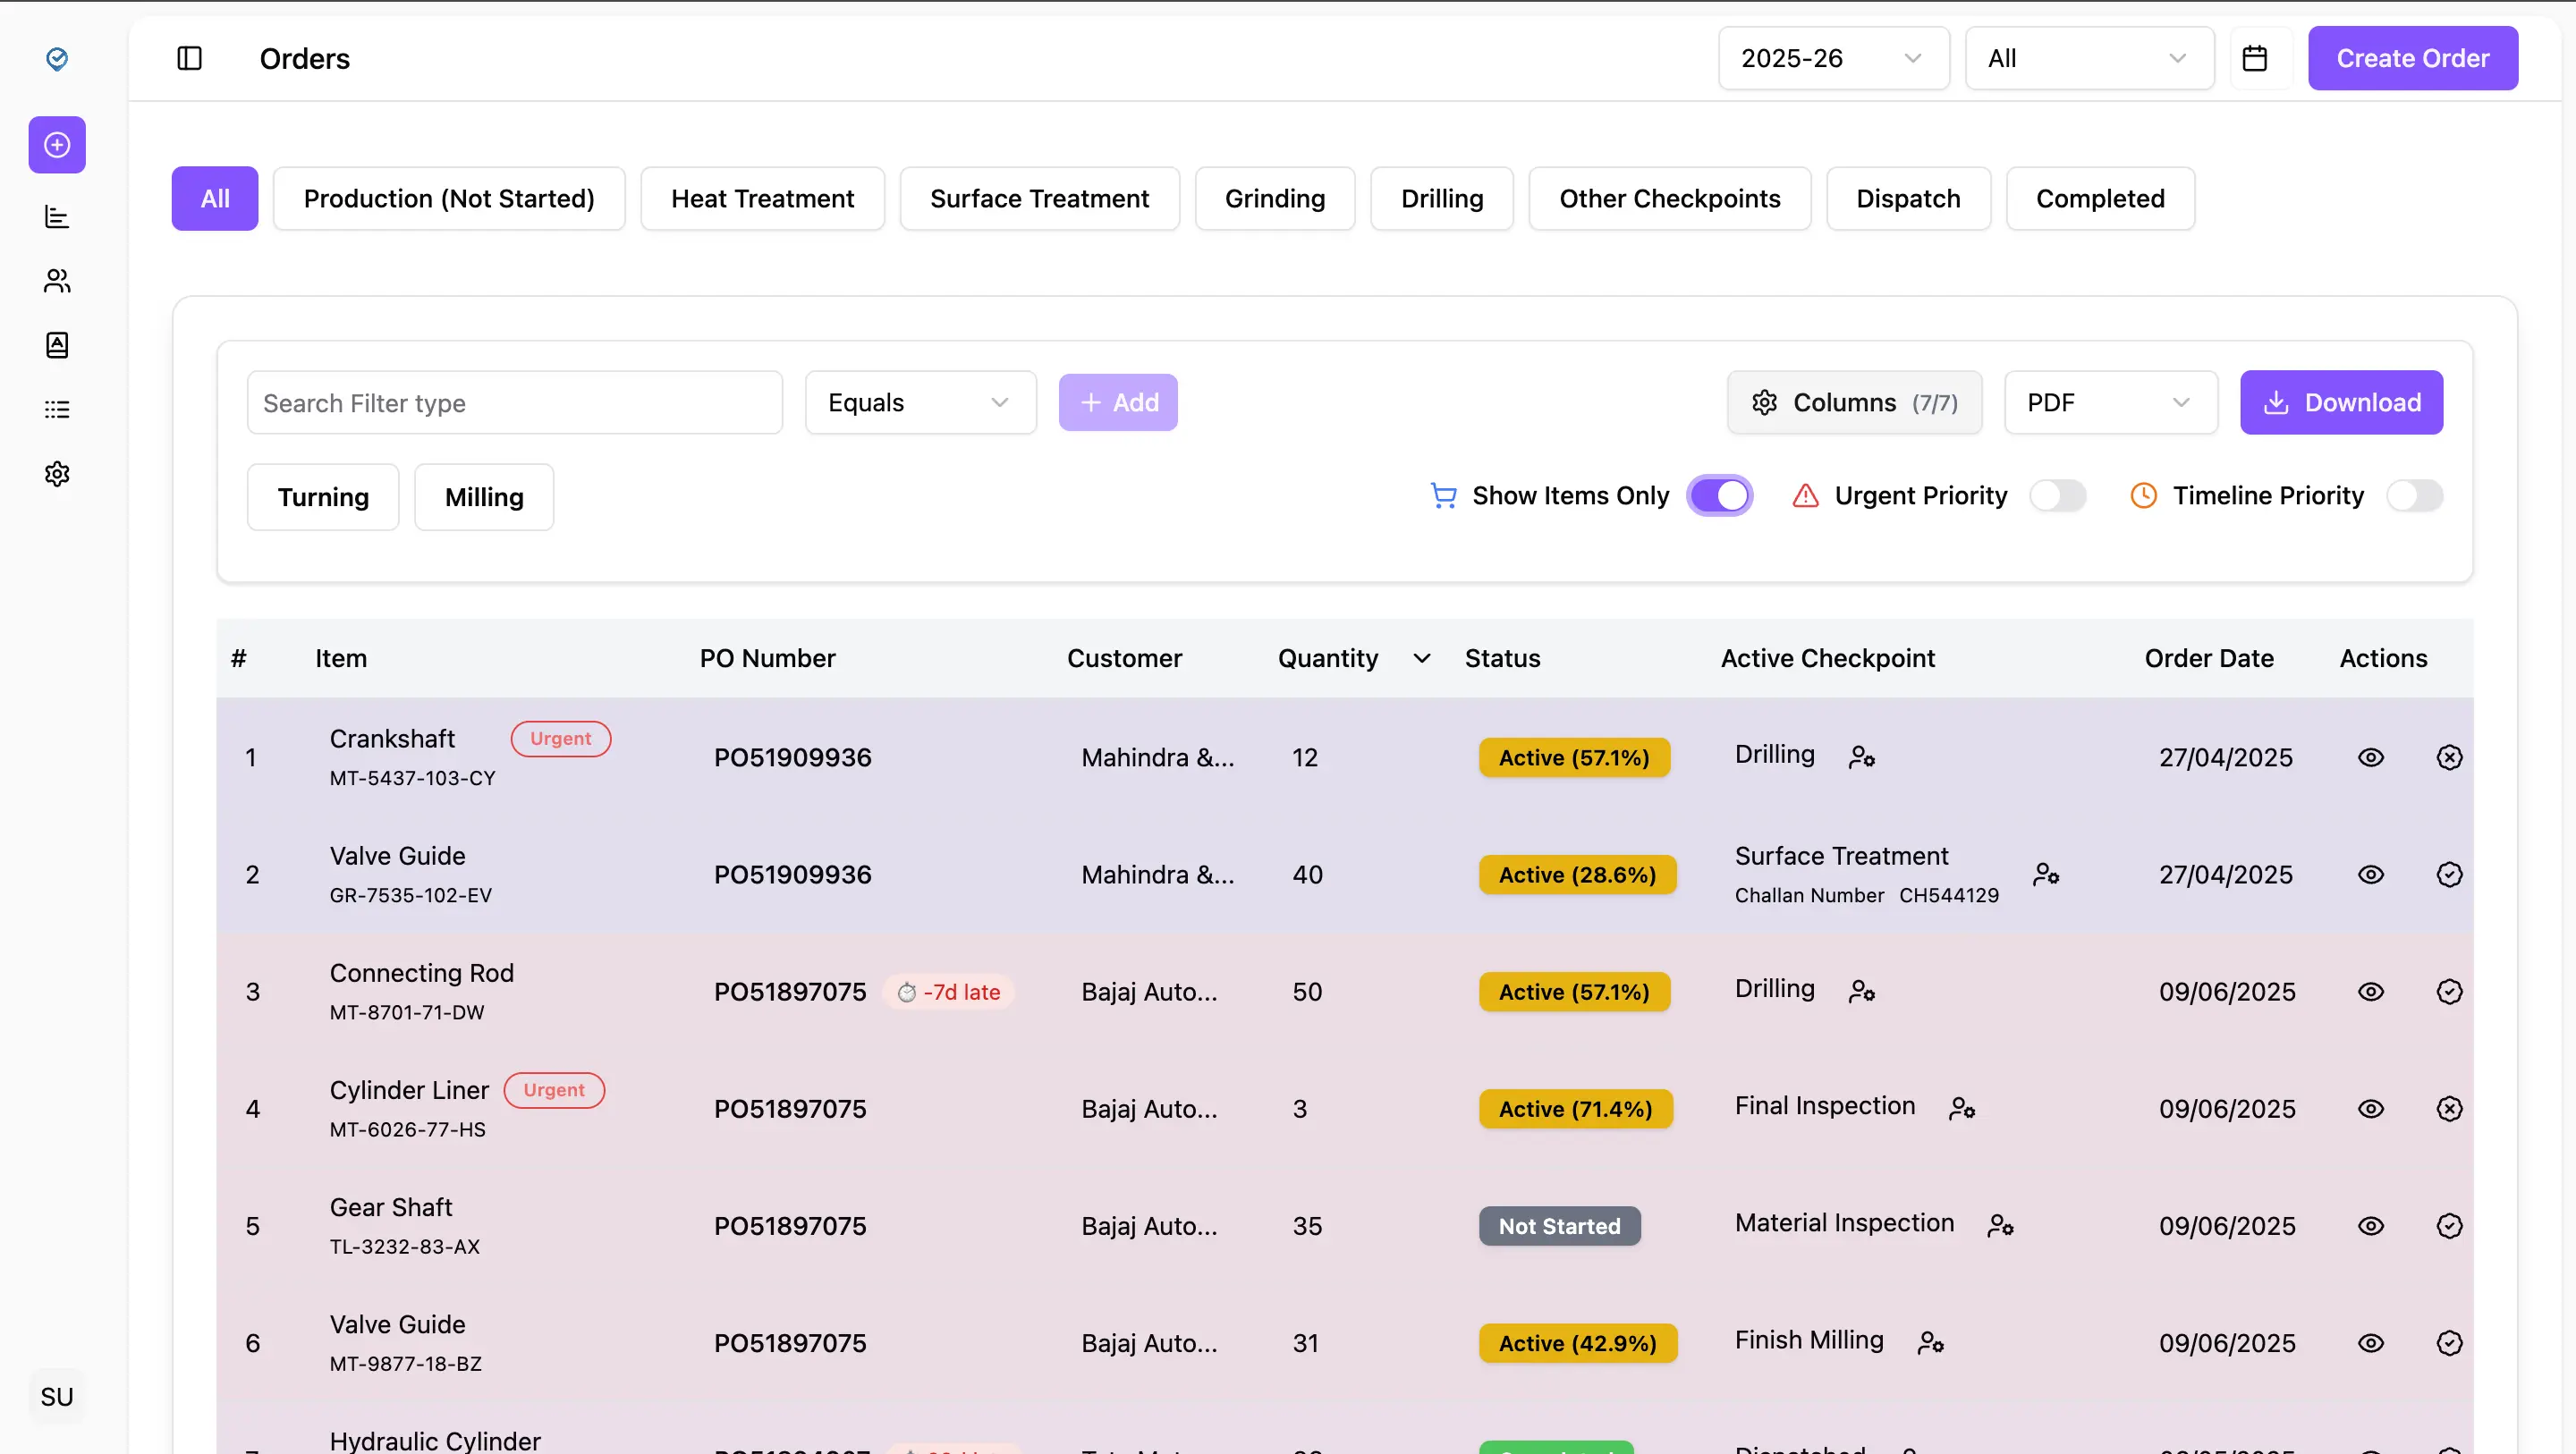 Orders
2025-26
All
Create Order
All
Production (Not Started)
Heat Treatment
Surface Treatment
Grinding
Drilling
Other Checkpoints
Dispatch
Completed
Search Filter type
Equals
+ Add
Columns (7/7)
PDF
Download
Turning
Milling
Show Items Only
Urgent Priority
Timeline Priority
# Item PO Number Customer Quantity Status Active Checkpoint Order Date Actions
1 Crankshaft Urgent PO51909936 Mahindra &... 12 Active (57.1%) Drilling 27/04/2025
MT-5437-103-CY
2 Valve Guide PO51909936 Mahindra &... 40 Active (28.6%) Surface Treatment 27/04/2025
GR-7535-102-EV Challan Number CH544129
3 Connecting Rod PO51897075 -7d late Bajaj Auto... 50 Active (57.1%) Drilling 09/06/2025
MT-8701-71-DW
4 Cylinder Liner Urgent PO51897075 Bajaj Auto... 3 Active (71.4%) Final Inspection 09/06/2025
MT-6026-77-HS
5 Gear Shaft PO51897075 Bajaj Auto... 35 Not Started Material Inspection 09/06/2025
TL-3232-83-AX
6 Valve Guide PO51897075 Bajaj Auto... 31 Active (42.9%) Finish Milling 09/06/2025
MT-9877-18-BZ
Hydraulic Cylinder
SU